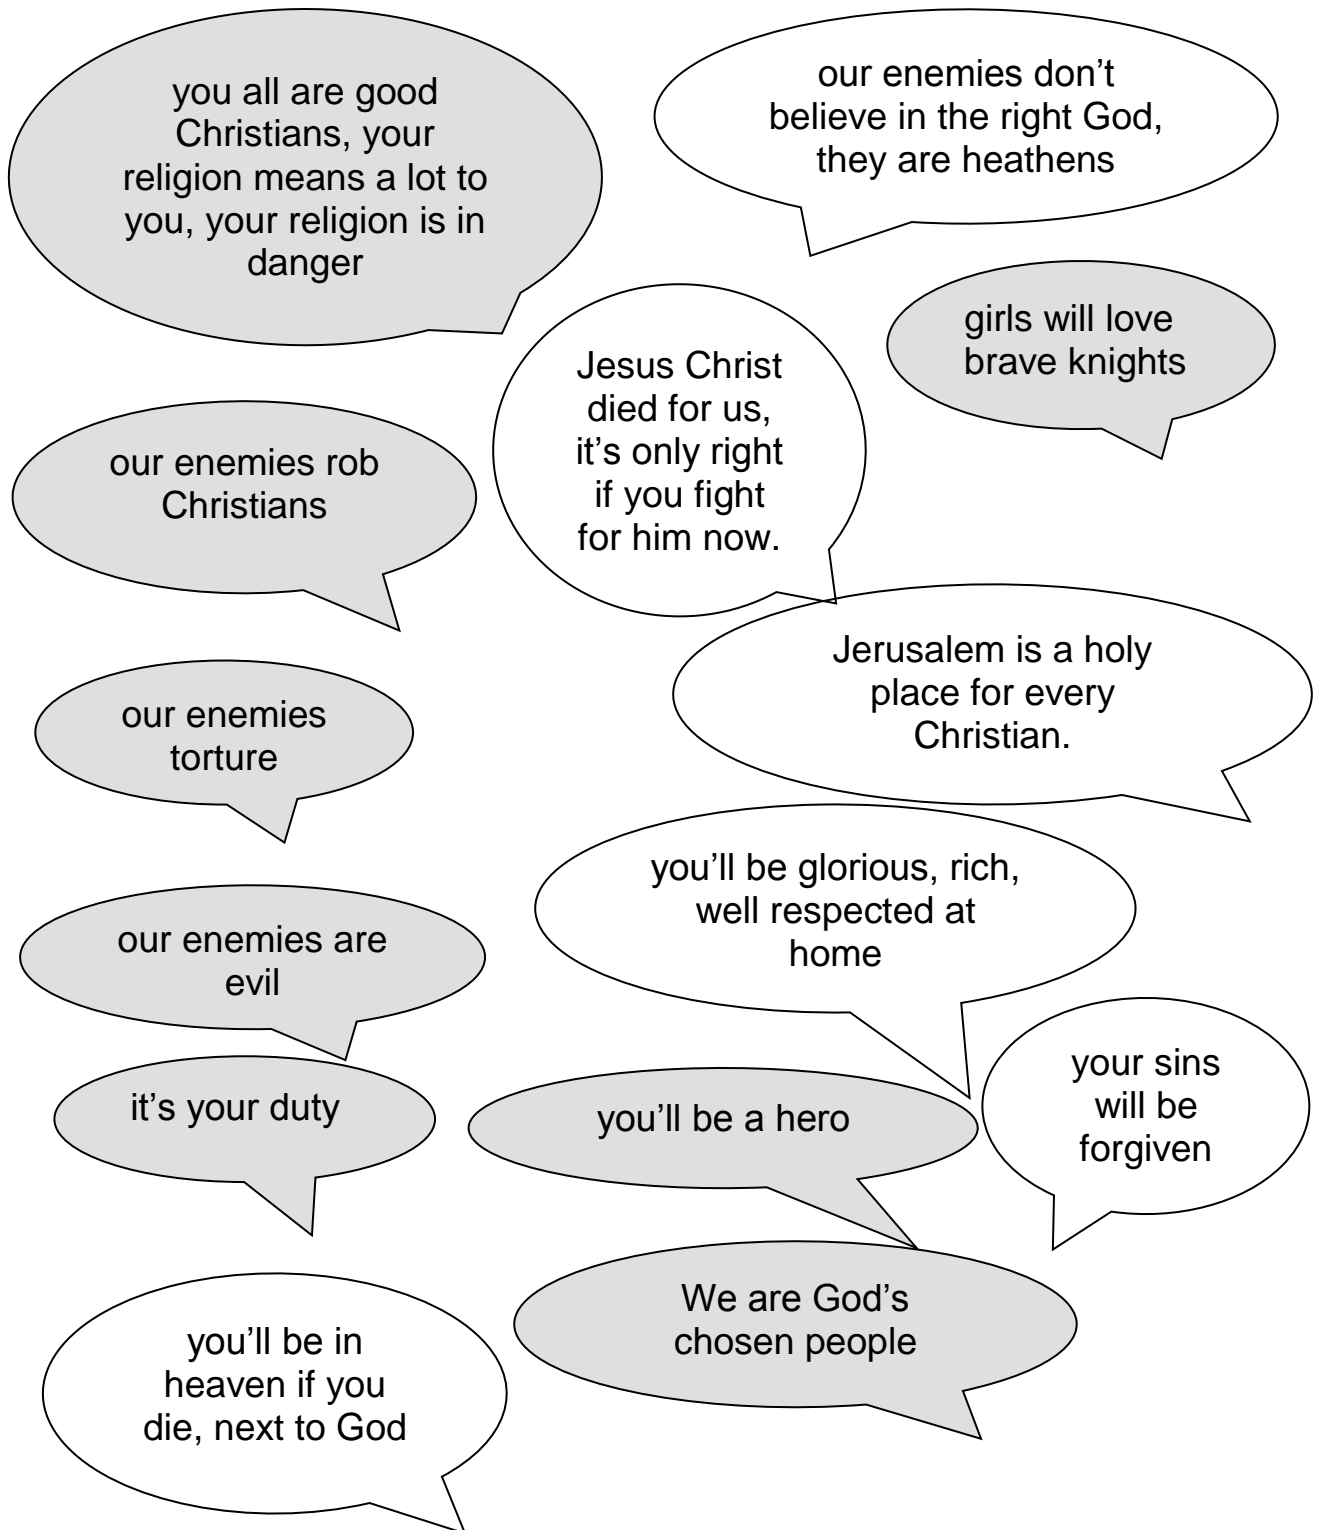 you all are good
Christians, your
religion means a lot to
you, your religion is in
danger
our enemies don’t
believe in the right God,
they are heathens
girls will love
brave knights
Jesus Christ
died for us,
it’s only right
if you fight
for him now.
our enemies rob
Christians
Jerusalem is a holy
place for every
Christian.
our enemies
torture
you’ll be glorious, rich,
well respected at
home
our enemies are
evil
your sins
will be
forgiven
it’s your duty
you’ll be a hero
We are God’s
chosen people
you’ll be in
heaven if you
die, next to God